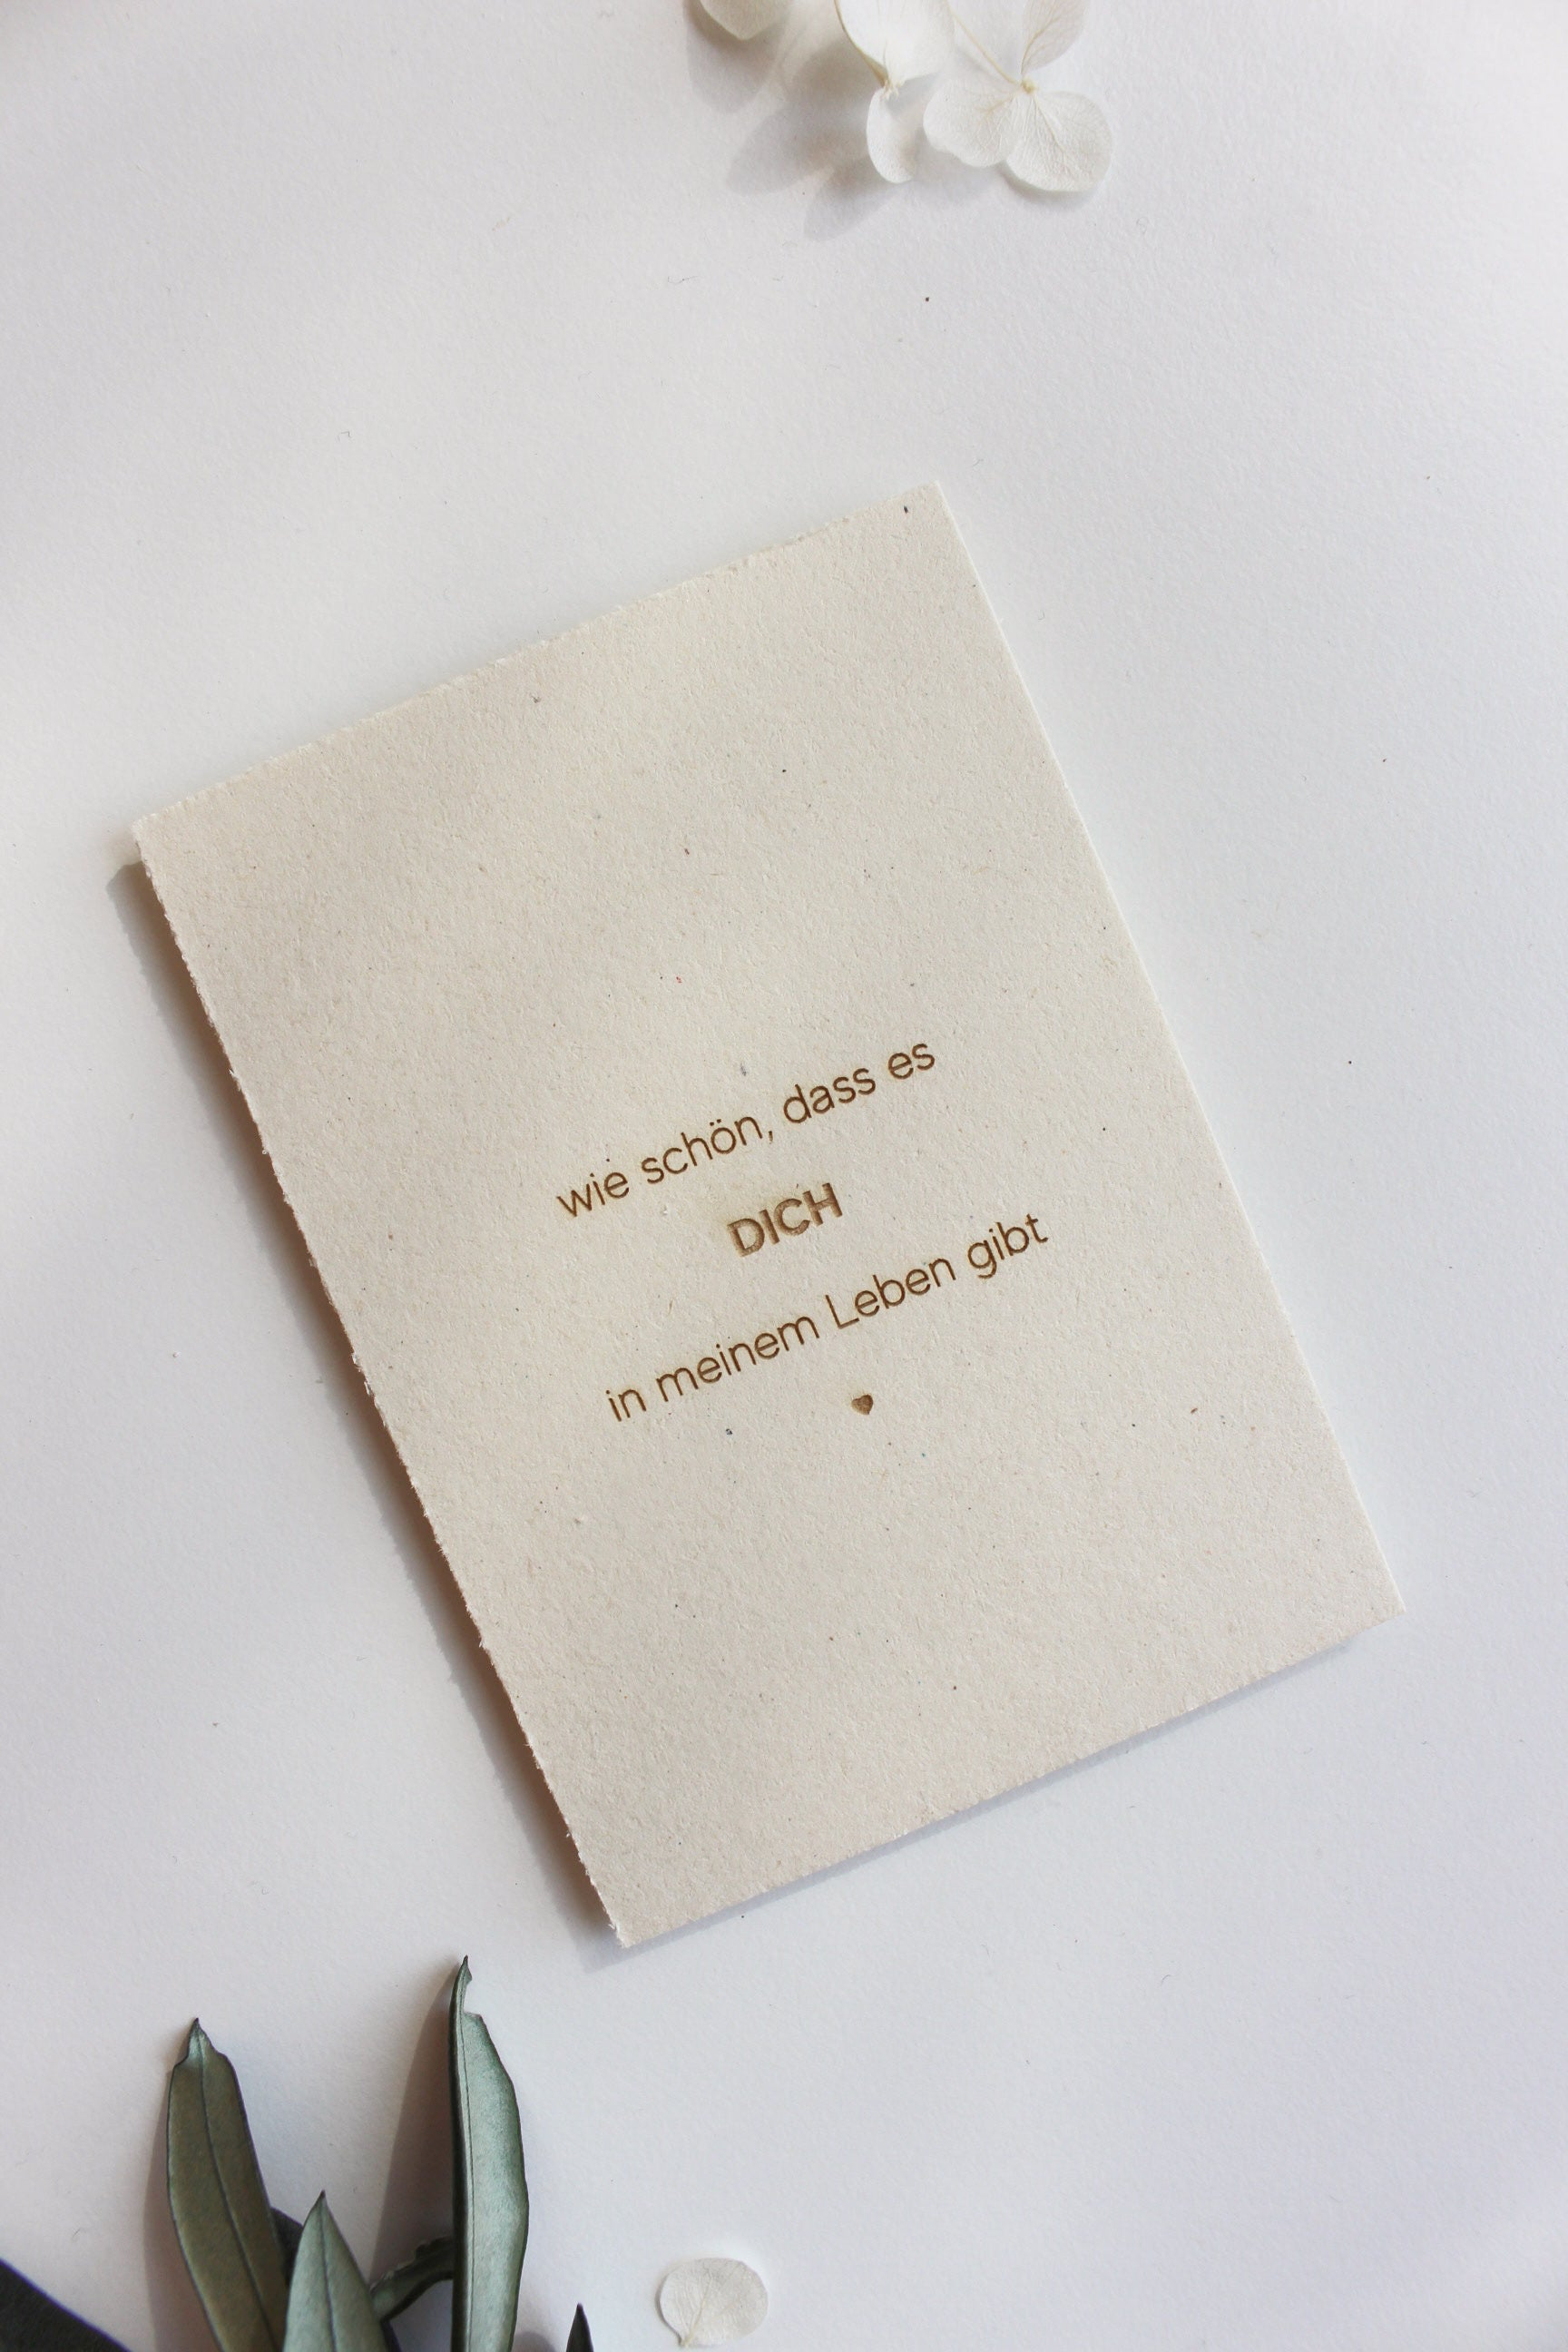 wie schön, dass es
DICH
in meinem Leben gibt